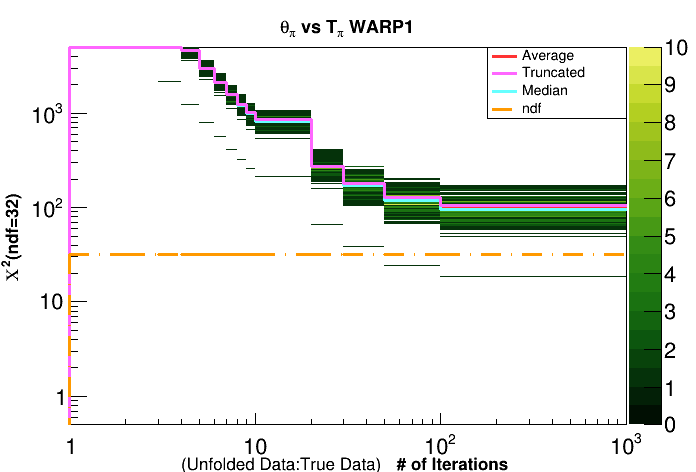 θπ vs Tπ WARP1
Average
Truncated
Median
ndf
χ²(ndf=32)
10³
10²
10
1
1
10
10²
10³
10
9
8
7
6
5
4
3
2
1
0
(Unfolded Data:True Data) # of Iterations